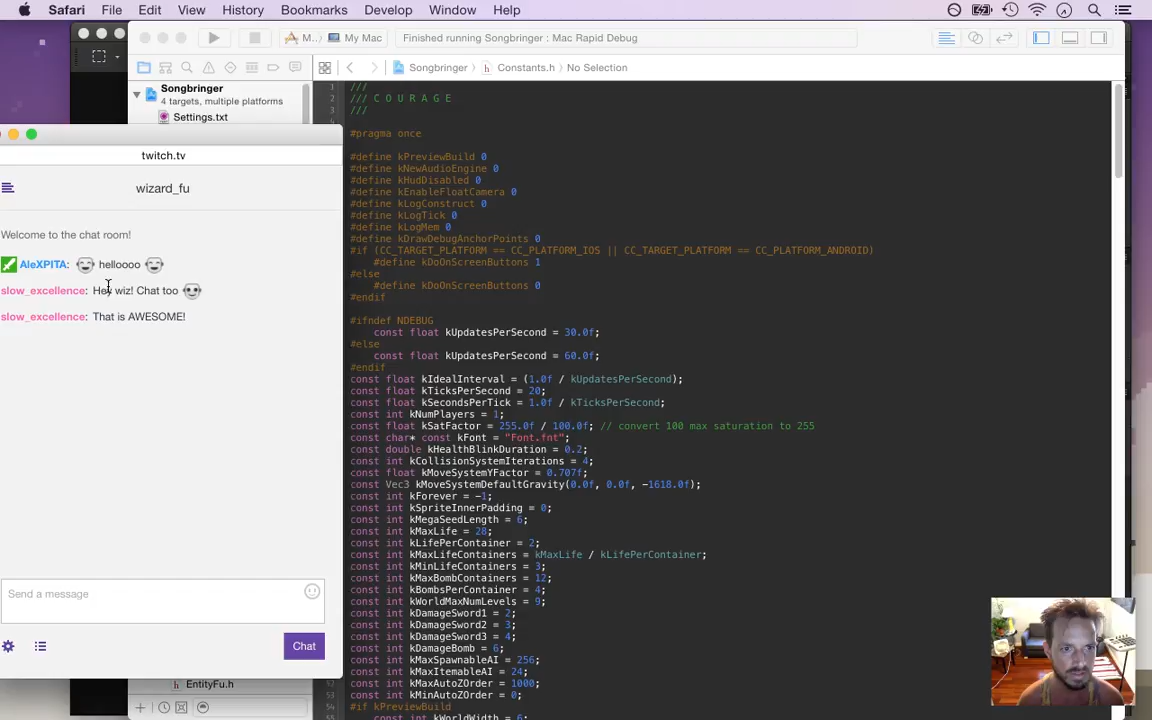 Safari File Edit View History Bookmarks Develop Window Help
M... My Mac
Finished running Songbringer : Mac Rapid Debug
Songbringer Constants.h No Selection
Songbringer
4 targets, multiple platforms
Settings.txt
twitch.tv
wizard_fu
Welcome to the chat room!
AleXPITA: helloooo
slow_excellence: Hey wiz! Chat too
slow_excellence: That is AWESOME!
Send a message
Chat
EntityFu.h
1 ///
2 /// C O U R A G E
3 ///
#pragma once
#define kPreviewBuild 0
#define kNewAudioEngine 0
#define kHudDisabled 0
#define kEnableFloatCamera 0
#define kLogConstruct 0
#define kLogTick 0
#define kLogMem 0
#define kDrawDebugAnchorPoints 0
#if (CC_TARGET_PLATFORM == CC_PLATFORM_IOS || CC_TARGET_PLATFORM == CC_PLATFORM_ANDROID)
#define kDoOnScreenButtons 1
#else
#define kDoOnScreenButtons 0
#endif
#ifndef NDEBUG
const float kUpdatesPerSecond = 30.0f;
#else
const float kUpdatesPerSecond = 60.0f;
#endif
const float kIdealInterval = (1.0f / kUpdatesPerSecond);
const float kTicksPerSecond = 20;
const float kSecondsPerTick = 1.0f / kTicksPerSecond;
const int kNumPlayers = 1;
const float kSatFactor = 255.0f / 100.0f; // convert 100 max saturation to 255
const char* const kFont = "Font.fnt";
const double kHealthBlinkDuration = 0.2;
const int kCollisionSystemIterations = 4;
const float kMoveSystemYFactor = 0.707f;
const Vec3 kMoveSystemDefaultGravity(0.0f, 0.0f, -1618.0f);
const int kForever = -1;
const int kSpriteInnerPadding = 0;
const int kMegaSeedLength = 6;
const int kMaxLife = 28;
const int kLifePerContainer = 2;
const int kMaxLifeContainers = kMaxLife / kLifePerContainer;
const int kMinLifeContainers = 3;
const int kMaxBombContainers = 12;
const int kBombsPerContainer = 4;
const int kWorldMaxNumLevels = 9;
const int kDamageSword1 = 2;
const int kDamageSword2 = 3;
const int kDamageSword3 = 4;
const int kDamageBomb = 6;
const int kMaxSpawnableAI = 256;
const int kMaxItemableAI = 24;
const int kMaxAutoZOrder = 1000;
53 const int kMinAutoZOrder = 0;
54 #if kPreviewBuild
55 const int kWorldWidth = 6;